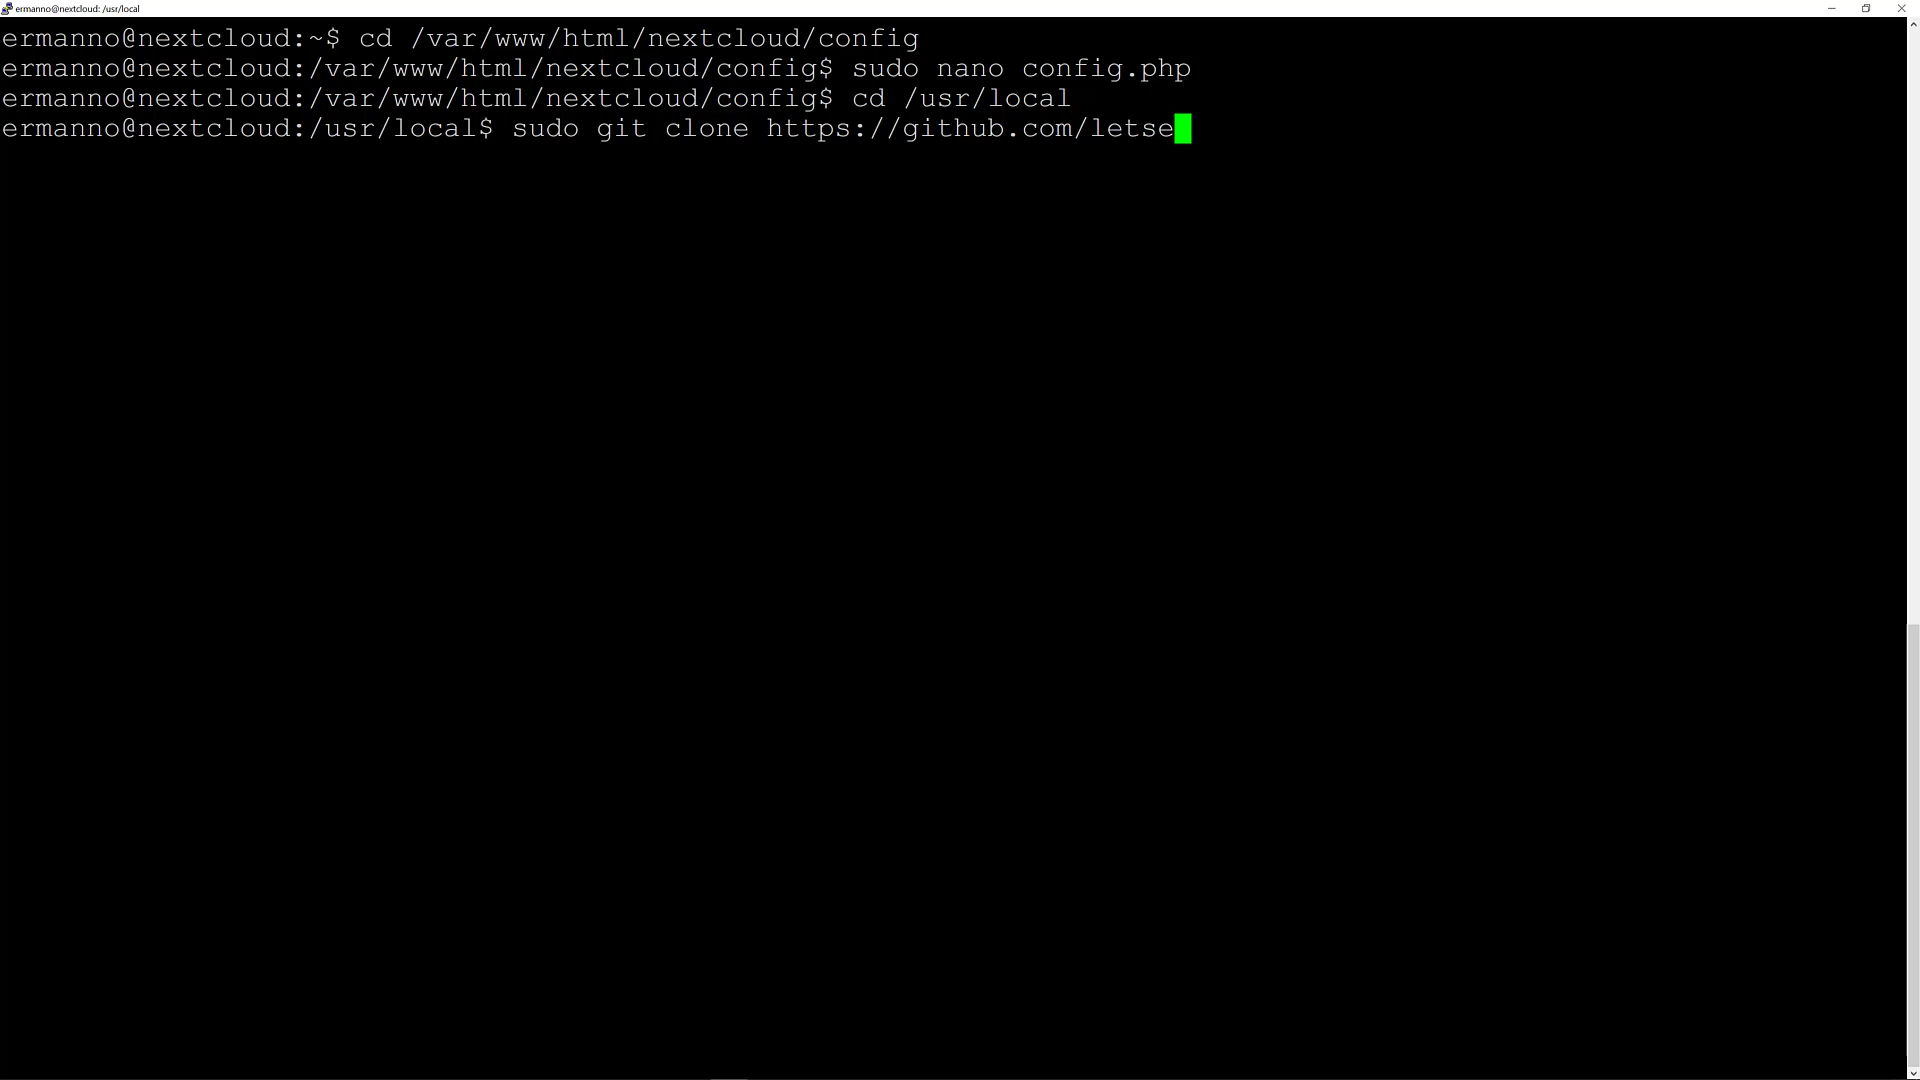 ermanno@nextcloud: /usr/local
ermanno@nextcloud:~$ cd /var/www/html/nextcloud/config
ermanno@nextcloud:/var/www/html/nextcloud/config$ sudo nano config.php
ermanno@nextcloud:/var/www/html/nextcloud/config$ cd /usr/local
ermanno@nextcloud:/usr/local$ sudo git clone https://github.com/letse